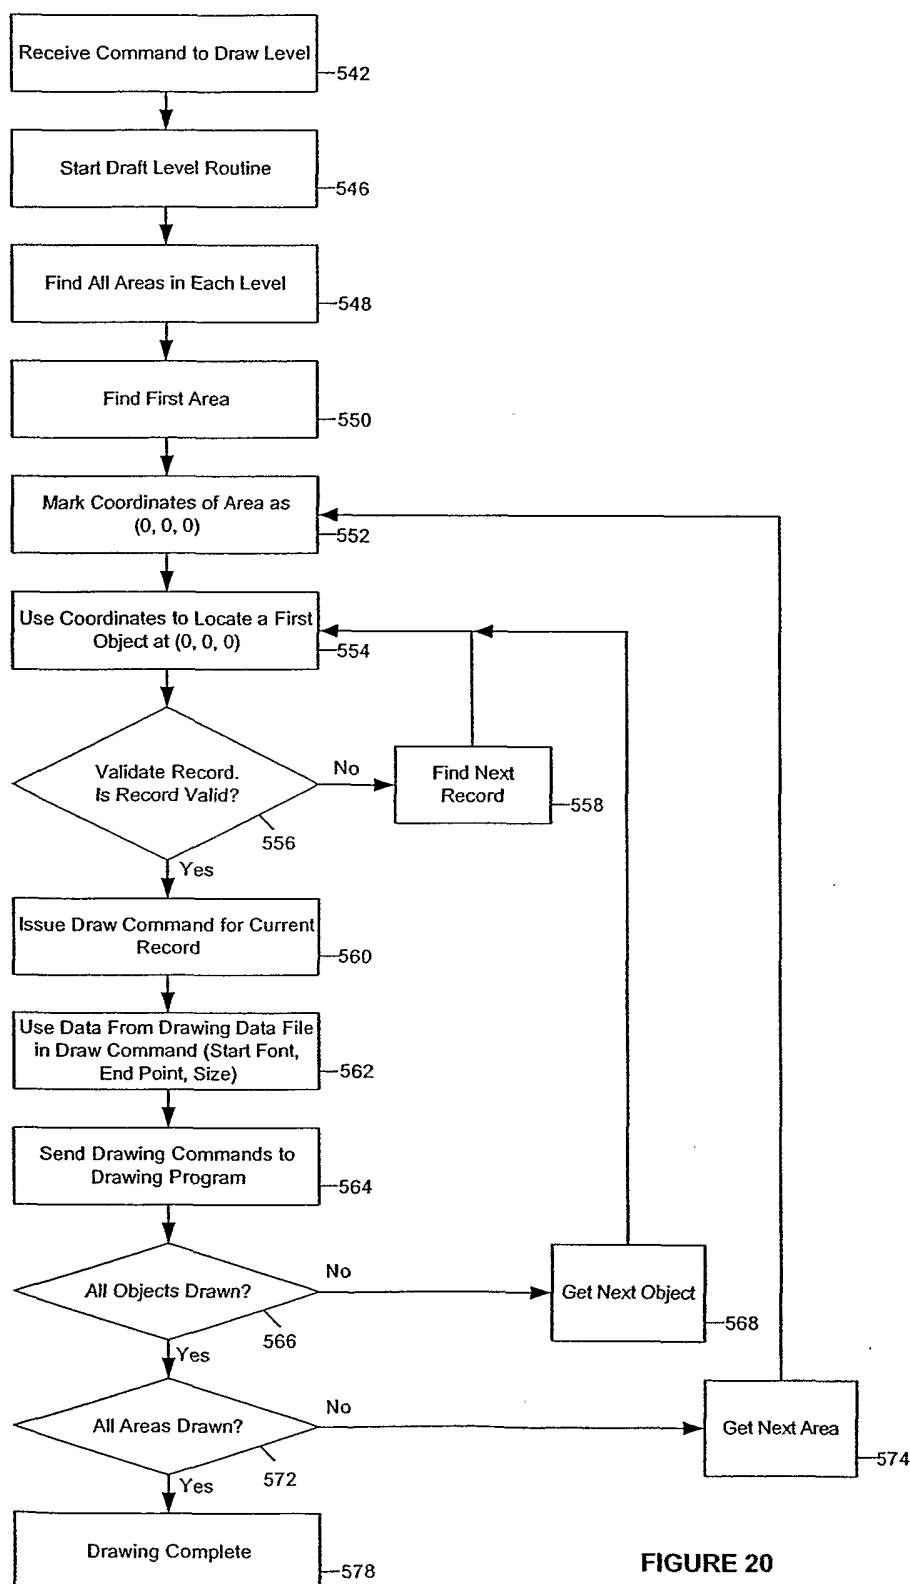 Receive Command to Draw Level
542
Start Draft Level Routine
546
Find All Areas in Each Level
548
Find First Area
550
Mark Coordinates of Area as
(0, 0, 0)
552
Use Coordinates to Locate a First
Object at (0, 0, 0)
554
Validate Record.
Is Record Valid?
556
No
Find Next
Record
558
Yes
Issue Draw Command for Current
Record
560
Use Data From Drawing Data File
in Draw Command (Start Font,
End Point, Size)
562
Send Drawing Commands to
Drawing Program
564
All Objects Drawn?
566
No
Get Next Object
568
Yes
All Areas Drawn?
572
No
Get Next Area
574
Yes
Drawing Complete
578
FIGURE 20